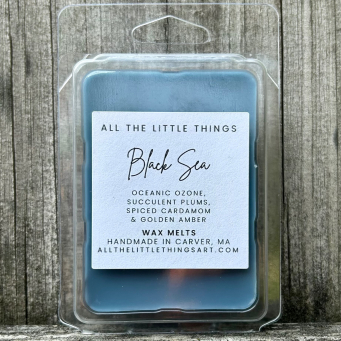 ALL THE LITTLE THINGS
Black Sea
OCEANIC OZONE,
SUCCULENT PLUMS,
SPICED CARDAMOM
& GOLDEN AMBER
WAX MELTS
HANDMADE IN CARVER, MA
ALLTHELITTLETHINGSART.COM